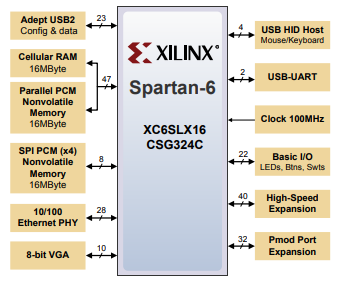 Adept USB2
Config & data
23
Cellular RAM
16MByte
47
Parallel PCM
Nonvolatile
Memory
16MByte
SPI PCM (x4)
Nonvolatile
Memory
16MByte
8
10/100
Ethernet PHY
28
8-bit VGA
10
XILINX®
Spartan-6
XC6SLX16
CSG324C
4
USB HID Host
Mouse/Keyboard
2
USB-UART
Clock 100MHz
22
Basic I/O
LEDs, Btns, Swts
40
High-Speed
Expansion
32
Pmod Port
Expansion